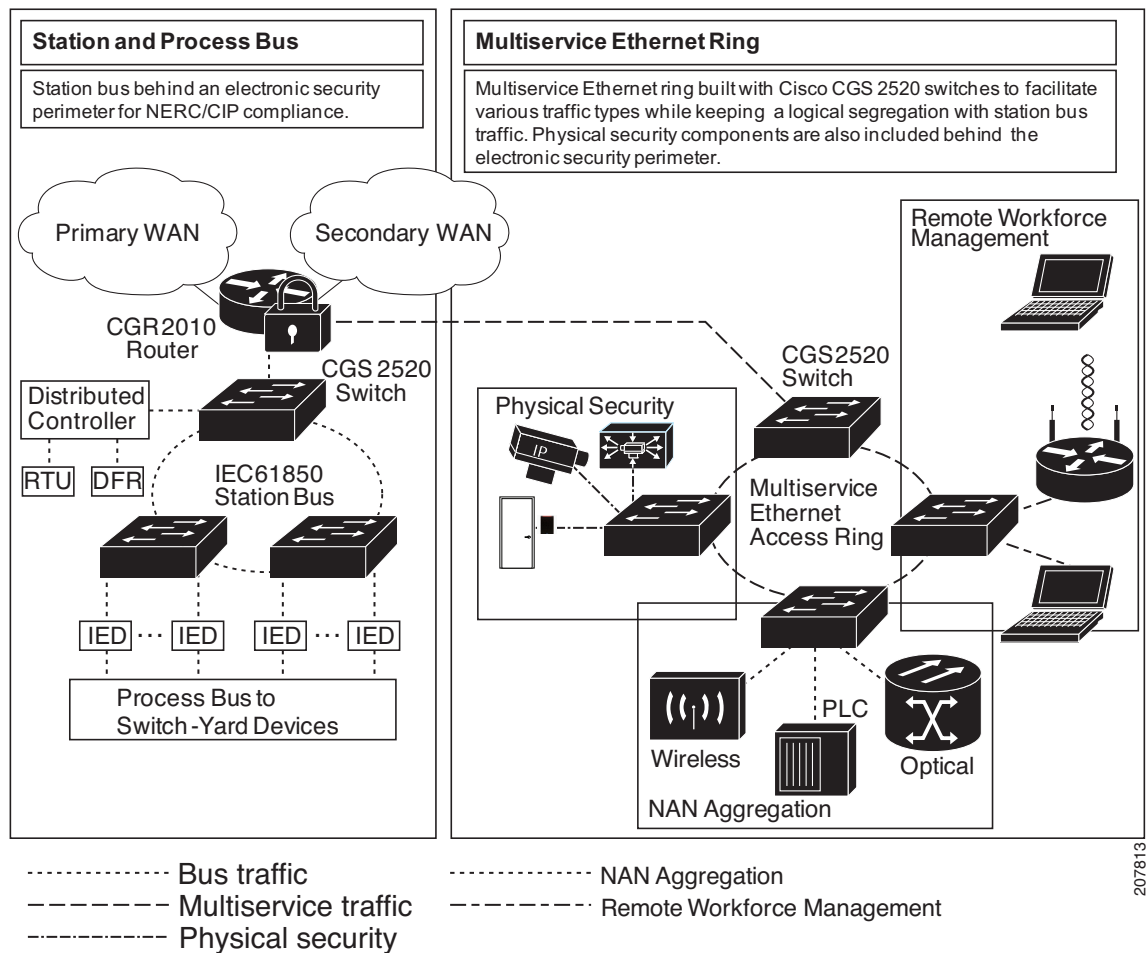 Station and Process Bus
Station bus behind an electronic security
perimeter for NERC/CIP compliance.
Multiservice Ethernet Ring
Multiservice Ethernet ring built with Cisco CGS 2520 switches to facilitate
various traffic types while keeping a logical segregation with station bus
traffic. Physical security components are also included behind the
electronic security perimeter.
Primary WAN
Secondary WAN
CGR2010
Router
CGS 2520
Switch
Distributed
Controller
RTU
DFR
IEC61850
Station Bus
IED ... IED
IED ... IED
Process Bus to
Switch-Yard Devices
Remote Workforce
Management
CGS2520
Switch
Physical Security
IP
Multiservice
Ethernet
Access Ring
Wireless
PLC
Optical
NAN Aggregation
Bus traffic
Multiservice traffic
Physical security
NAN Aggregation
Remote Workforce Management
207813